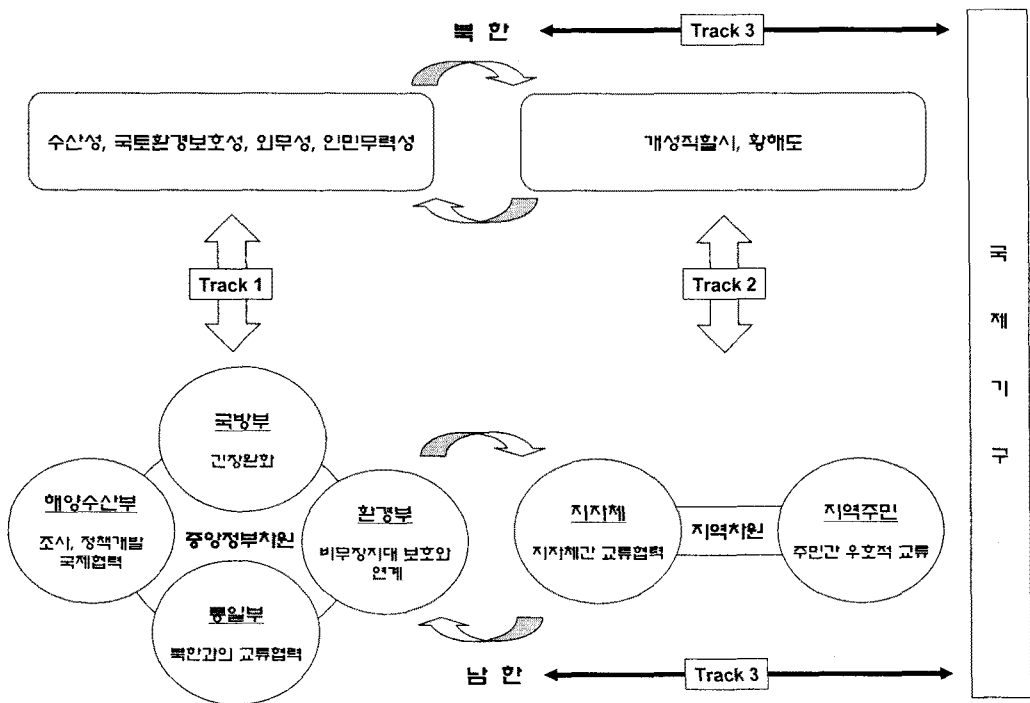 북 한
Track 3
수산성, 국토환경보호성, 외무성, 인민무력성
개성직할시, 황해도
Track 1
Track 2
국
제
기
구
국방부
긴장완화
해양수산부
조사, 정책개발
국제협력
중앙정부차원
환경부
비무장지대 보호와
연계
통일부
북한과의 교류협력
지자체
지자체간 교류협력
지역차원
지역주민
주민간 우호적 교류
남 한
Track 3